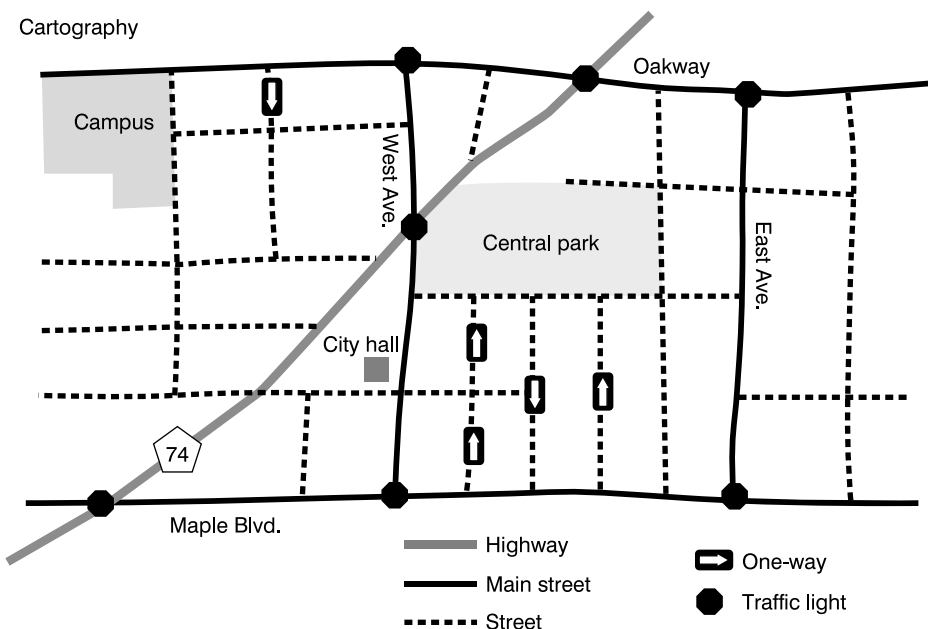 Cartography
Oakway
Campus
West Ave.
Central park
East Ave.
City hall
74
Maple Blvd.
Highway
Main street
Street
One-way
Traffic light